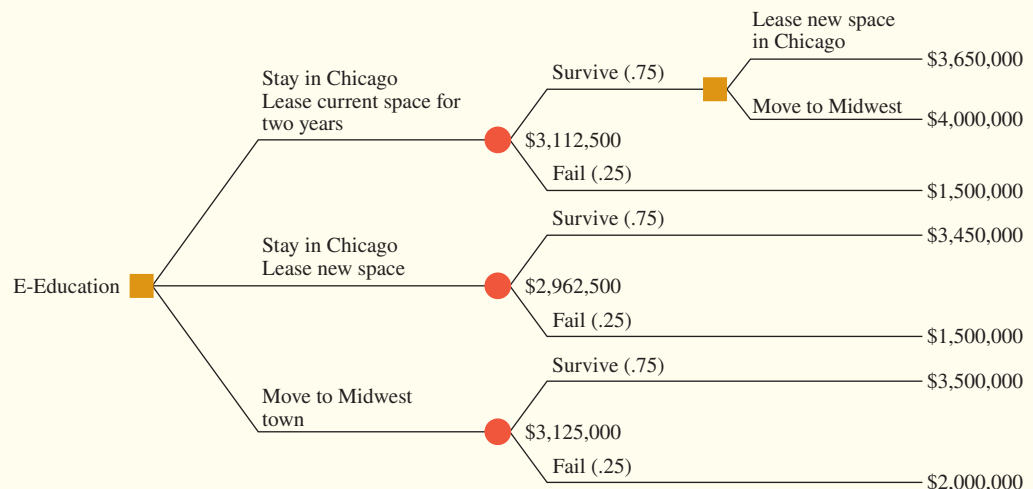 Lease new space
in Chicago
$3,650,000
Survive (.75)
Stay in Chicago
Lease current space for
two years
Move to Midwest
$4,000,000
$3,112,500
Fail (.25)
$1,500,000
Survive (.75)
$3,450,000
Stay in Chicago
Lease new space
E-Education
$2,962,500
Fail (.25)
$1,500,000
Survive (.75)
$3,500,000
Move to Midwest
town
$3,125,000
Fail (.25)
$2,000,000